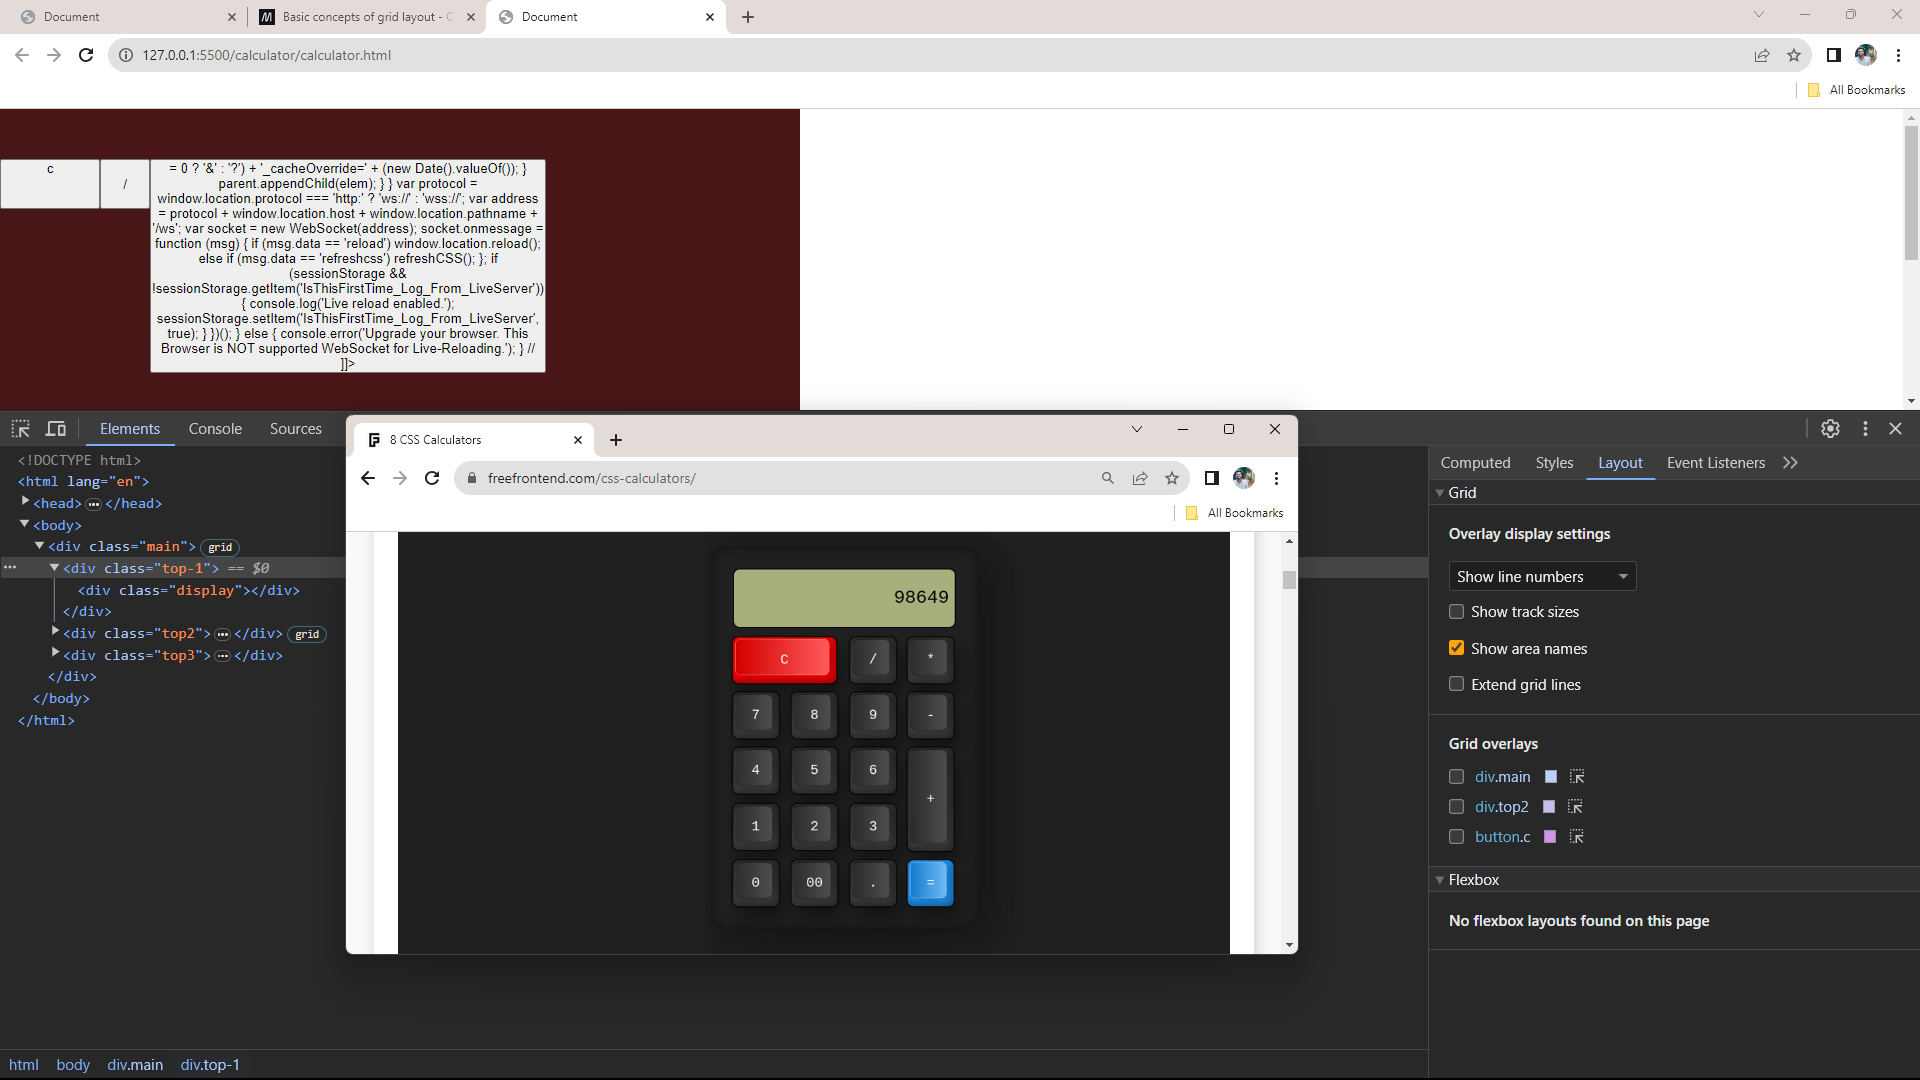 Document
Basic concepts of grid layout - C
Document
127.0.0.1:5500/calculator/calculator.html
All Bookmarks
c
/
= 0 ? '&' : '?') + '_cacheOverride=' + (new Date().valueOf()); }
parent.appendChild(elem); } } var protocol =
window.location.protocol === 'http:' ? 'ws://' : 'wss://'; var address
= protocol + window.location.host + window.location.pathname +
'/ws'; var socket = new WebSocket(address); socket.onmessage =
function (msg) { if (msg.data == 'reload') window.location.reload();
else if (msg.data == 'refreshcss') refreshCSS(); }; if
(sessionStorage &&
!sessionStorage.getItem('IsThisFirstTime_Log_From_LiveServer'))
{ console.log('Live reload enabled.');
sessionStorage.setItem('IsThisFirstTime_Log_From_LiveServer',
true); } })(); } else { console.error('Upgrade your browser. This
Browser is NOT supported WebSocket for Live-Reloading.'); } //
]]>
Elements
Console
Sources
<!DOCTYPE html>
<html lang="en">
<head> ••• </head>
<body>
<div class="main"> grid
••• <div class="top-1"> == $0
<div class="display"></div>
</div>
<div class="top2"> ••• </div> grid
<div class="top3"> ••• </div>
</div>
</body>
</html>
8 CSS Calculators
freefrontend.com/css-calculators/
All Bookmarks
98649
C / *
7 8 9 -
4 5 6
+
1 2 3
0 00 . =
Computed
Styles
Layout
Event Listeners
Grid
Overlay display settings
Show line numbers
Show track sizes
Show area names
Extend grid lines
Grid overlays
div.main
div.top2
button.c
Flexbox
No flexbox layouts found on this page
html body div.main div.top-1